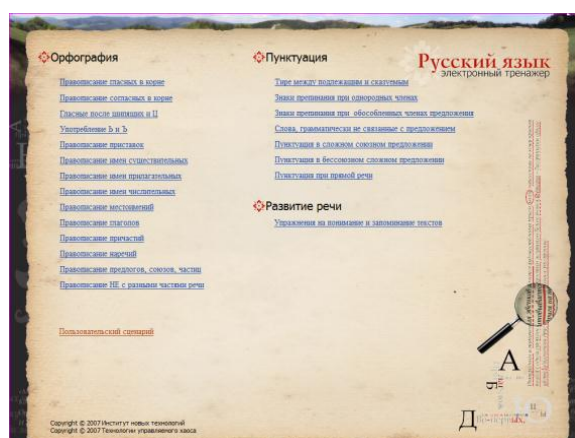 Орфография
Правописание гласных в корне
Правописание согласных в корне
Гласные после шипящих и Ц
Употребление Ь и Ъ
Правописание приставок
Правописание имен существительных
Правописание имен прилагательных
Правописание имен числительных
Правописание местоимений
Правописание глаголов
Правописание причастий
Правописание наречий
Правописание предлогов, союзов, частиц
Правописание НЕ с разными частями речи
Пользовательский сценарий
Пунктуация
Тире между подлежащим и сказуемым
Знаки препинания при однородных членах
Знаки препинания при обособленных членах предложения
Слова, грамматически не связанные с предложением
Пунктуация в сложном союзном предложении
Пунктуация в бессоюзном сложном предложении
Пунктуация при прямой речи
Развитие речи
Упражнения на понимание и запоминание текстов
Русский язык
электронный тренажер
А
Д
Copyright © 2007 Институт новых технологий
Copyright © 2007 Технологии управляемого хаоса